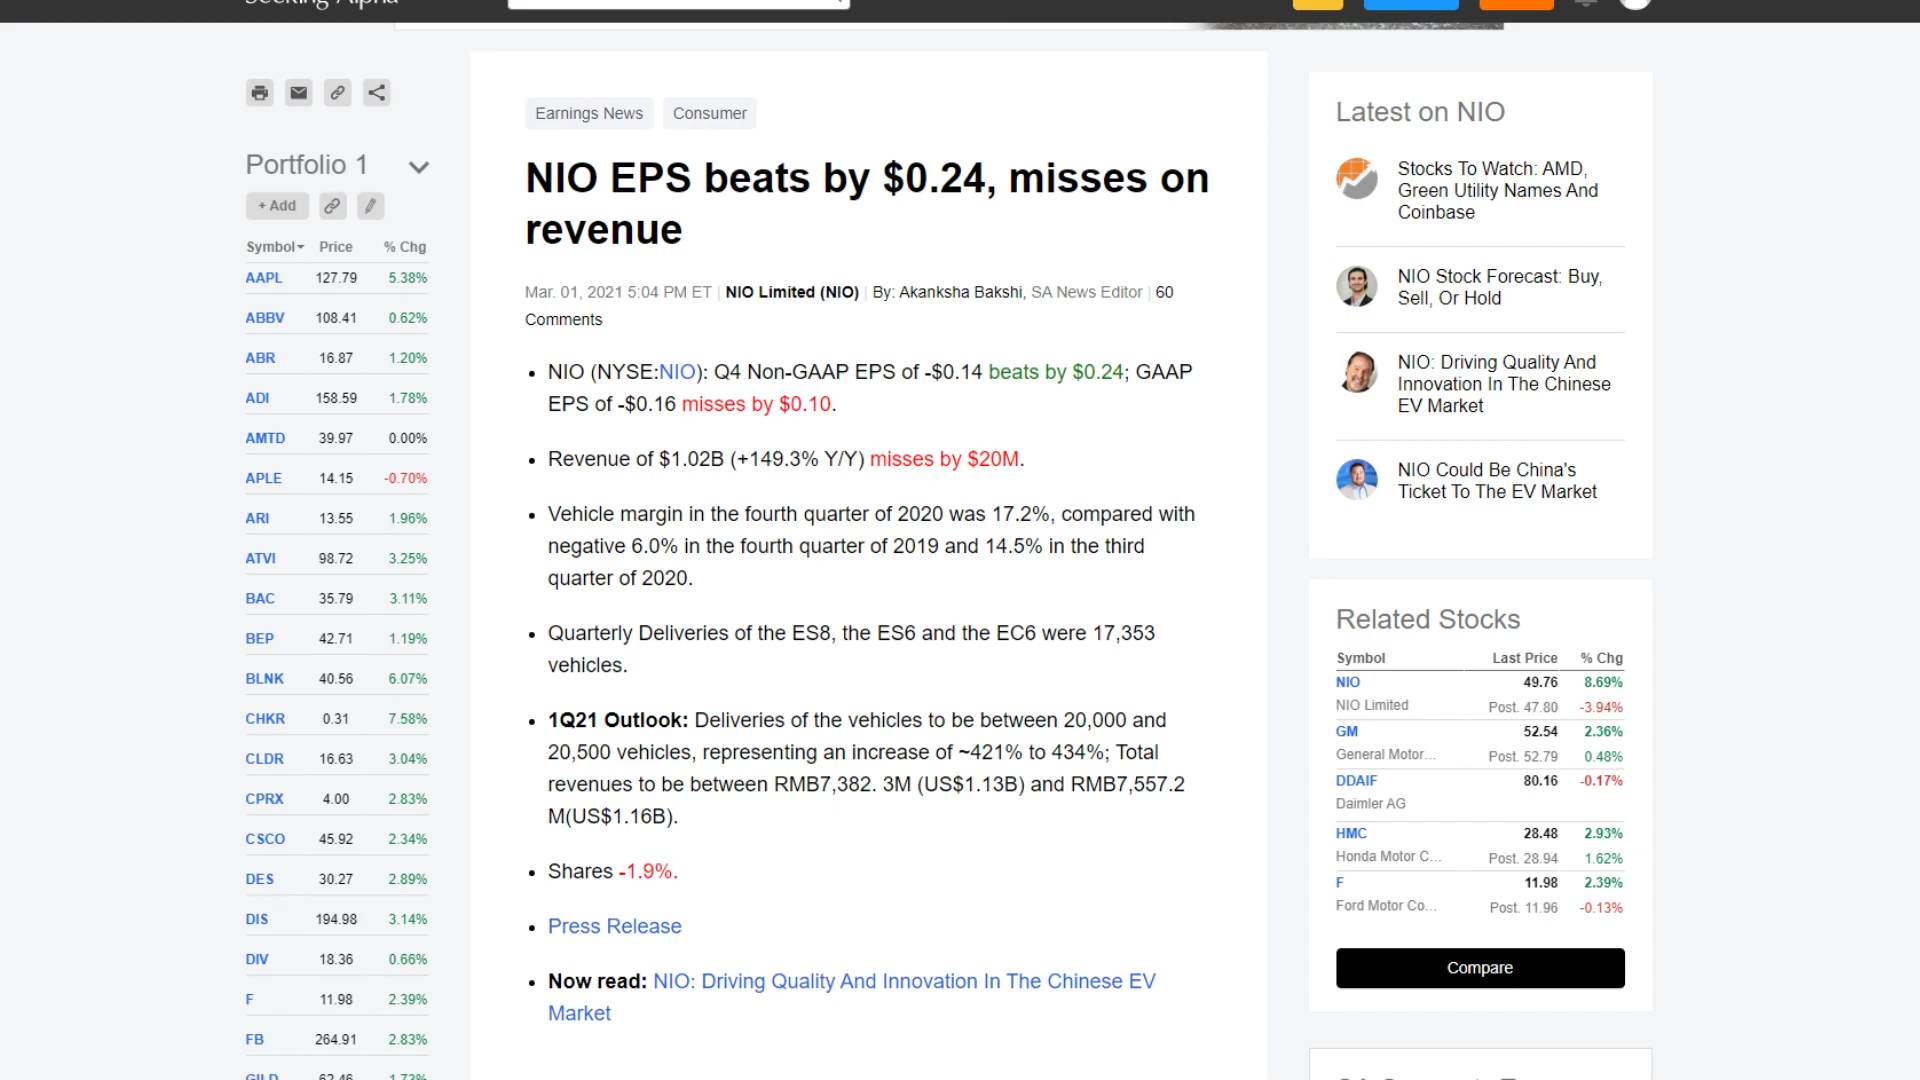 Seeking Alpha
Portfolio 1
+ Add
Symbol Price % Chg
AAPL 127.79 5.38%
ABBV 108.41 0.62%
ABR 16.87 1.20%
ADI 158.59 1.78%
AMTD 39.97 0.00%
APLE 14.15 -0.70%
ARI 13.55 1.96%
ATVI 98.72 3.25%
BAC 35.79 3.11%
BEP 42.71 1.19%
BLNK 40.56 6.07%
CHKR 0.31 7.58%
CLDR 16.63 3.04%
CPRX 4.00 2.83%
CSCO 45.92 2.34%
DES 30.27 2.89%
DIS 194.98 3.14%
DIV 18.36 0.66%
F 11.98 2.39%
FB 264.91 2.83%
GILD 62.46 1.73%
Earnings News Consumer
NIO EPS beats by $0.24, misses on
revenue
Mar. 01, 2021 5:04 PM ET | NIO Limited (NIO) | By: Akanksha Bakshi, SA News Editor | 60
Comments
• NIO (NYSE:NIO): Q4 Non-GAAP EPS of -$0.14 beats by $0.24; GAAP
EPS of -$0.16 misses by $0.10.
• Revenue of $1.02B (+149.3% Y/Y) misses by $20M.
• Vehicle margin in the fourth quarter of 2020 was 17.2%, compared with
negative 6.0% in the fourth quarter of 2019 and 14.5% in the third
quarter of 2020.
• Quarterly Deliveries of the ES8, the ES6 and the EC6 were 17,353
vehicles.
• 1Q21 Outlook: Deliveries of the vehicles to be between 20,000 and
20,500 vehicles, representing an increase of ~421% to 434%; Total
revenues to be between RMB7,382. 3M (US$1.13B) and RMB7,557.2
M(US$1.16B).
• Shares -1.9%.
• Press Release
• Now read: NIO: Driving Quality And Innovation In The Chinese EV
Market
Latest on NIO
Stocks To Watch: AMD,
Green Utility Names And
Coinbase
NIO Stock Forecast: Buy,
Sell, Or Hold
NIO: Driving Quality And
Innovation In The Chinese
EV Market
NIO Could Be China's
Ticket To The EV Market
Related Stocks
Symbol Last Price % Chg
NIO 49.76 8.69%
NIO Limited Post. 47.80 -3.94%
GM 52.54 2.36%
General Motor... Post. 52.79 0.48%
DDAIF 80.16 -0.17%
Daimler AG
HMC 28.48 2.93%
Honda Motor C... Post. 28.94 1.62%
F 11.98 2.39%
Ford Motor Co... Post. 11.96 -0.13%
Compare